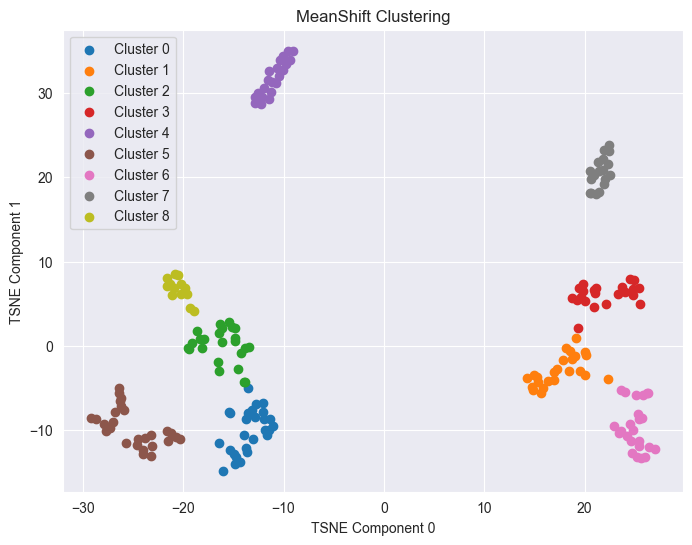 MeanShift Clustering
Cluster 0
Cluster 1
Cluster 2
Cluster 3
Cluster 4
Cluster 5
Cluster 6
Cluster 7
Cluster 8
TSNE Component 1
30
20
10
0
−10
−30
−20
−10
0
10
20
TSNE Component 0